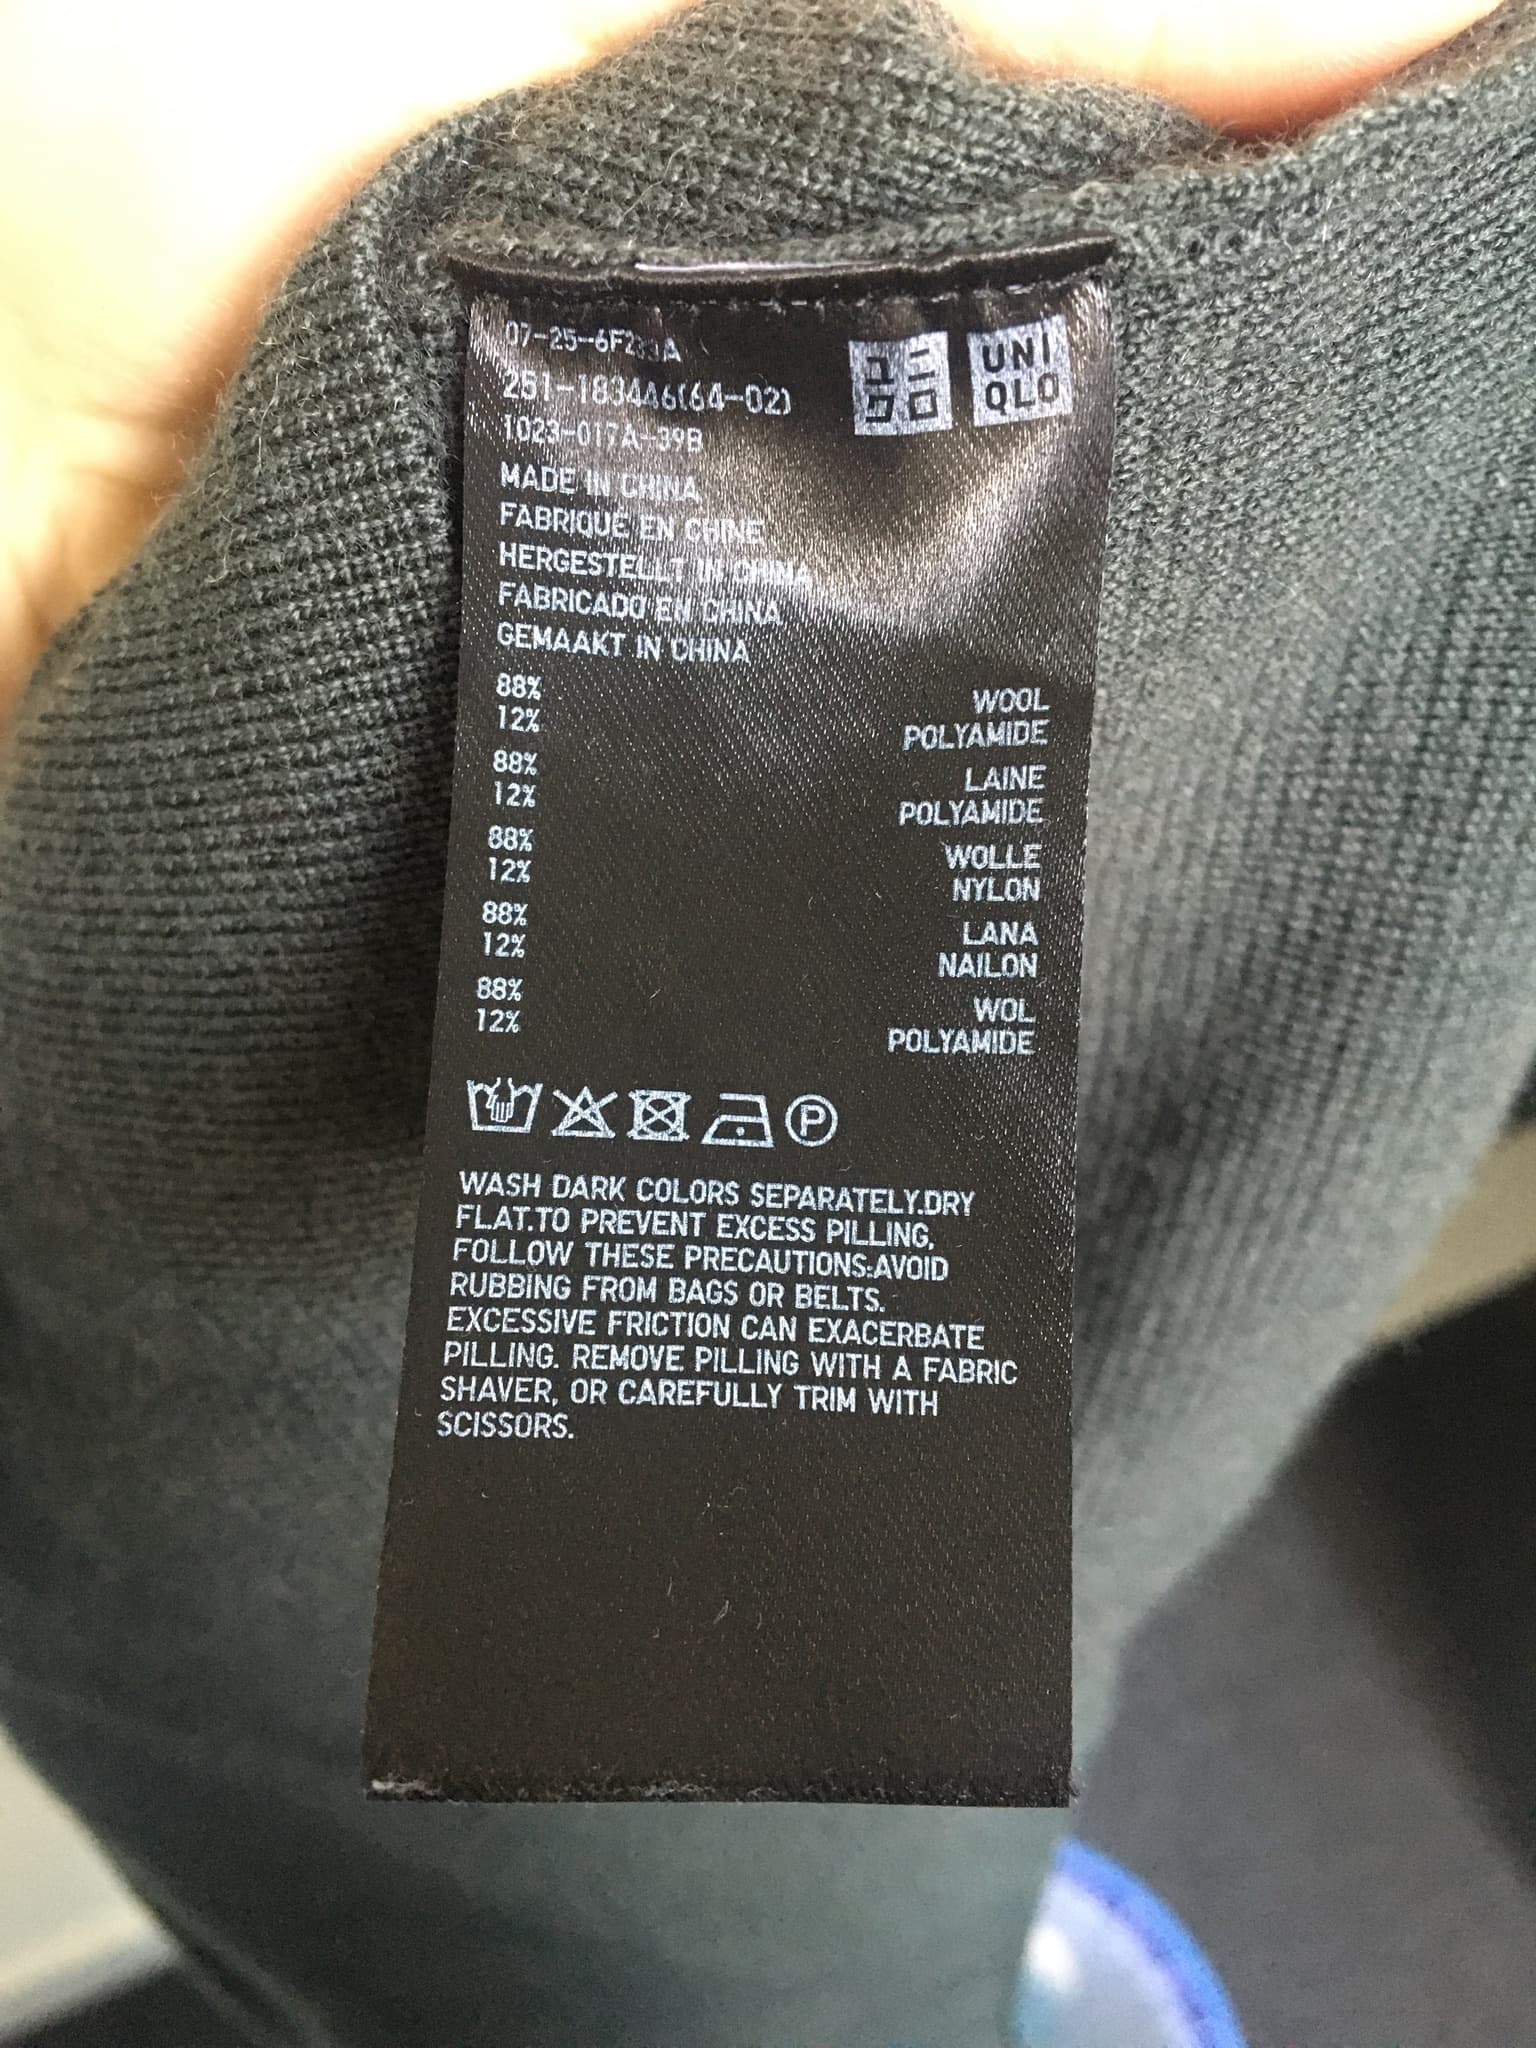 251-183446(64-02)
1023-017A-39B
ユニ
クロ
UNI
QLO
MADE IN CHINA
FABRIQUÉ EN CHINE
HERGESTELLT IN CHINA
FABRICADO EN CHINA
GEMAAKT IN CHINA
88% WOOL
12% POLYAMIDE
88% LAINE
12% POLYAMIDE
88% WOLLE
12% NYLON
88% LANA
12% NAILON
88% WOL
12% POLYAMIDE
P
WASH DARK COLORS SEPARATELY.DRY
FLAT.TO PREVENT EXCESS PILLING,
FOLLOW THESE PRECAUTIONS:AVOID
RUBBING FROM BAGS OR BELTS.
EXCESSIVE FRICTION CAN EXACERBATE
PILLING. REMOVE PILLING WITH A FABRIC
SHAVER, OR CAREFULLY TRIM WITH
SCISSORS.